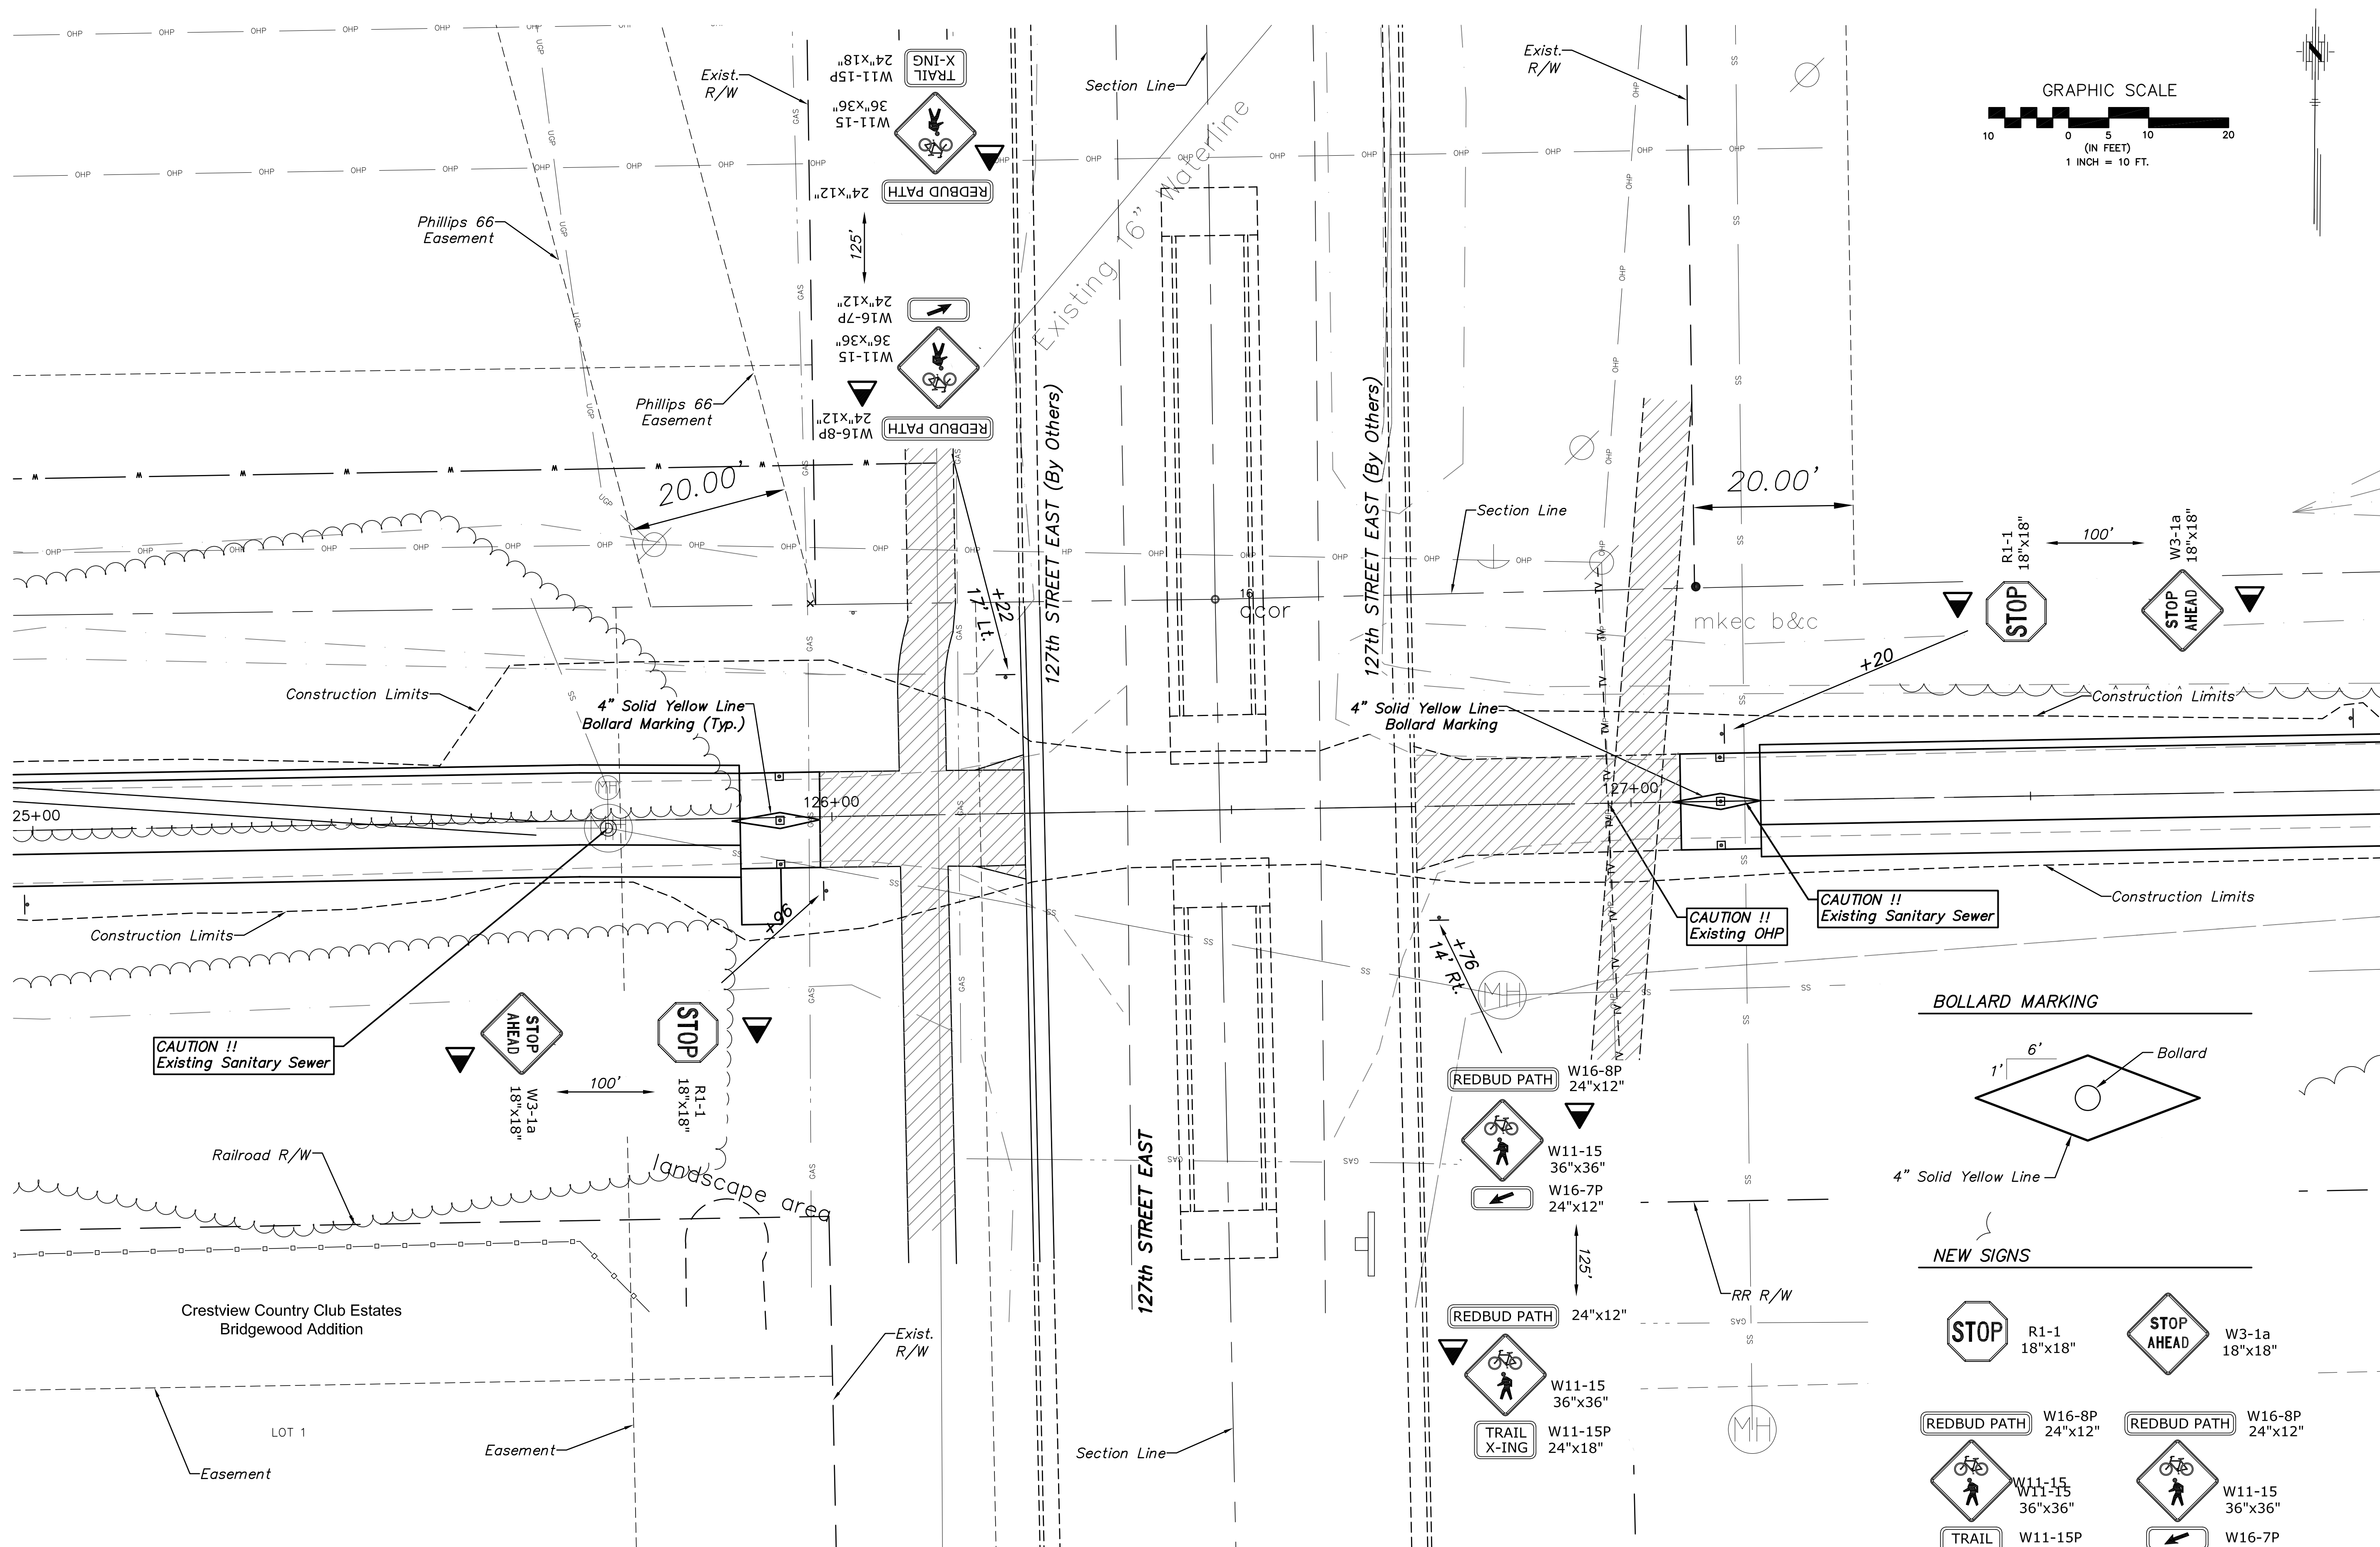 Exist.
R/W
TRAIL
X-ING
W11-15P
24"x18"
W11-15
36"x36"
REDBUD PATH
24"x12"
125'
W16-7P
24"x12"
W11-15
36"x36"
REDBUD PATH
W16-8P
24"x12"
Section Line
Existing 16” Waterline
Exist.
R/W
N
GRAPHIC SCALE
10 0 5 10 20
(IN FEET)
1 INCH = 10 FT.
Phillips 66
Easement
Phillips 66
Easement
20.00'
127th STREET EAST (By Others)
127th STREET EAST (By Others)
+22
17' Lt.
Section Line
20.00'
16
qcor
mkec b&c
R1-1
18"x18"
100'
W3-1a
18"x18"
STOP
STOP
AHEAD
+20
Construction Limits
Construction Limits
4” Solid Yellow Line
Bollard Marking (Typ.)
4” Solid Yellow Line
Bollard Marking
MH
25+00
126+00
127+00
+96
Construction Limits
Construction Limits
CAUTION !!
Existing OHP
CAUTION !!
Existing Sanitary Sewer
+76
14' Rt.
MH
STOP
AHEAD
STOP
W3-1a
18"x18"
100'
R1-1
18"x18"
CAUTION !!
Existing Sanitary Sewer
Railroad R/W
landscape area
127th STREET EAST
REDBUD PATH
W16-8P
24"x12"
W11-15
36"x36"
W16-7P
24"x12"
125'
REDBUD PATH
24"x12"
W11-15
36"x36"
TRAIL
X-ING
W11-15P
24"x18"
RR R/W
MH
BOLLARD MARKING
6'
1'
Bollard
4” Solid Yellow Line
NEW SIGNS
STOP
R1-1
18"x18"
STOP
AHEAD
W3-1a
18"x18"
REDBUD PATH
W16-8P
24"x12"
REDBUD PATH
W16-8P
24"x12"
W11-15
W11-15
36"x36"
W11-15
36"x36"
TRAIL
W11-15P
W16-7P
Crestview Country Club Estates
Bridgewood Addition
LOT 1
Easement
Easement
Exist.
R/W
Section Line
OHP
UGP
GAS
SS
TV